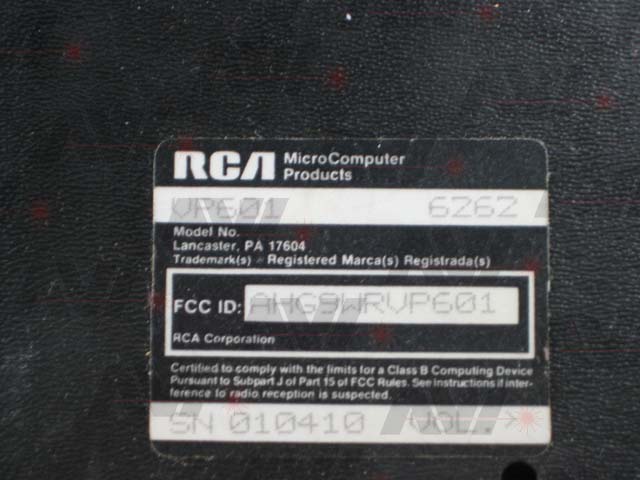 RCA MicroComputer
Products
VP601 6262
Model No.
Lancaster, PA 17604
Trademark(s) ® Registered Marca(s) Registrada(s)
FCC ID: AHG9WRVP601
RCA Corporation
Certified to comply with the limits for a Class B Computing Device
Pursuant to Subpart J of Part 15 of FCC Rules. See instructions if inter-
ference to radio reception is suspected.
SN 010410 VOL.